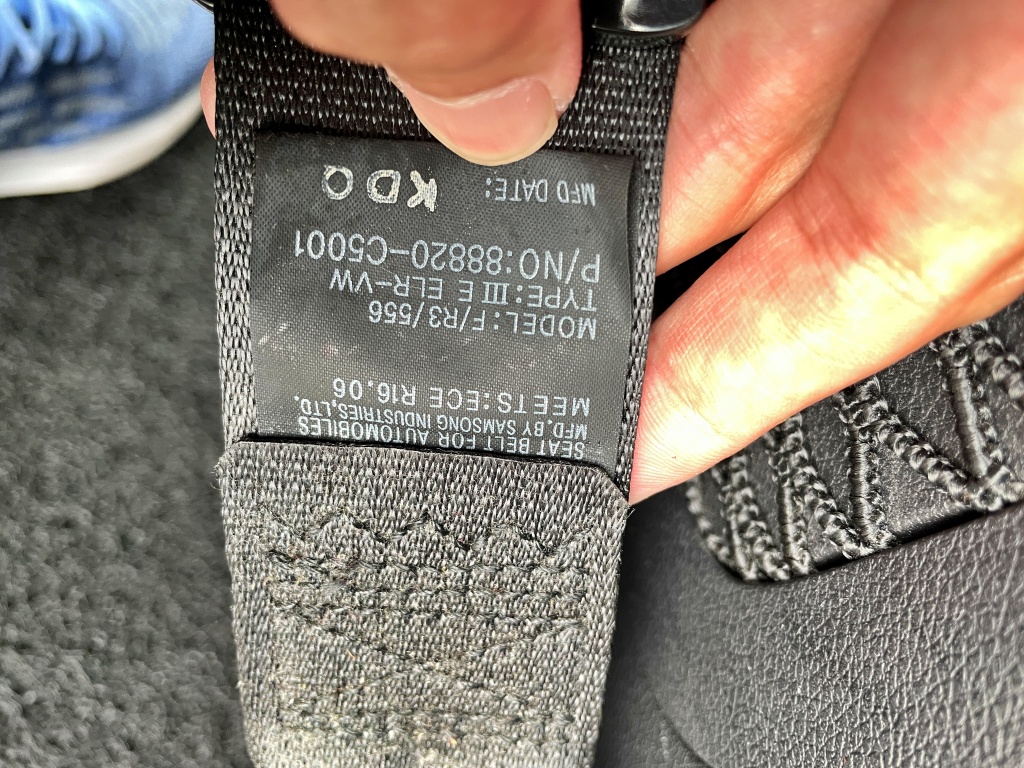 SEAT BELT FOR AUTOMOBILES
MFD. BY SAMSONG INDUSTRIES, LTD.
MEETS:ECE R16.06
MODEL:F/R3/556
TYPE:Ⅲ E ELR-VW
P/NO:88820-C5001
MFD DATE: KDQ